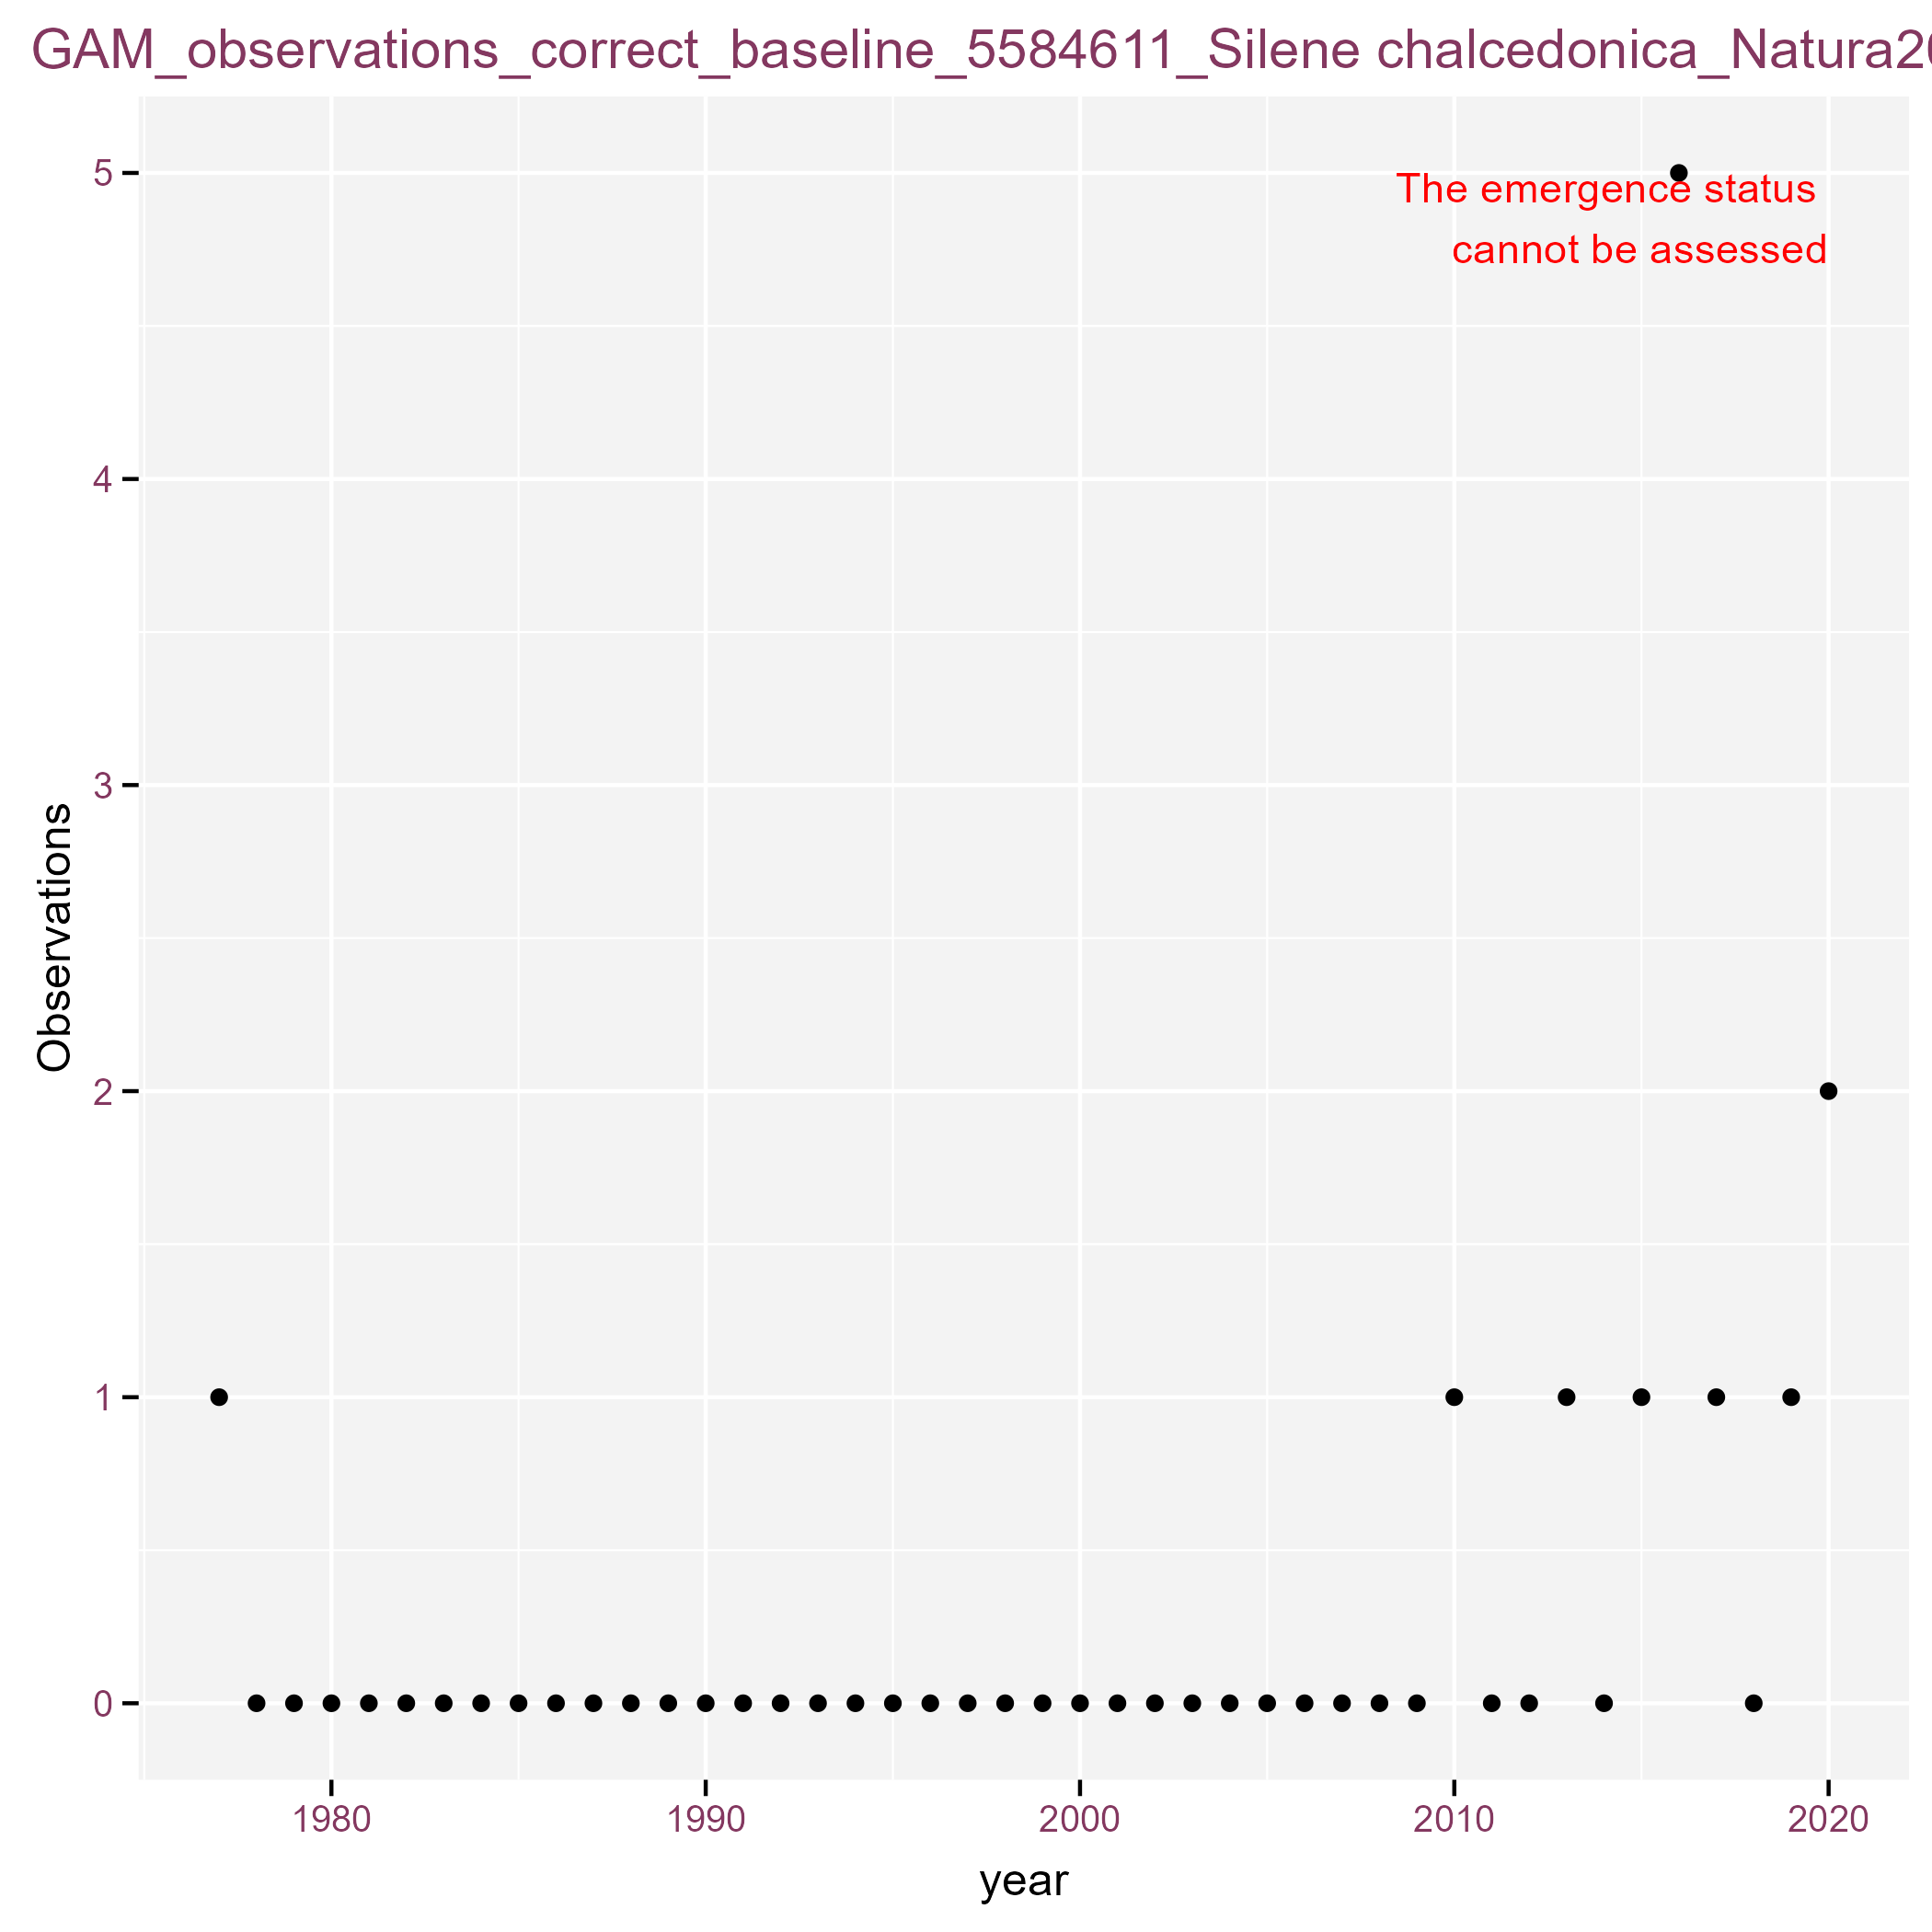 GAM_observations_correct_baseline_5584611_Silene chalcedonica_Natura20
The emergence status
cannot be assessed
5
4
3
2
1
0
Observations
1980 1990 2000 2010 2020
year